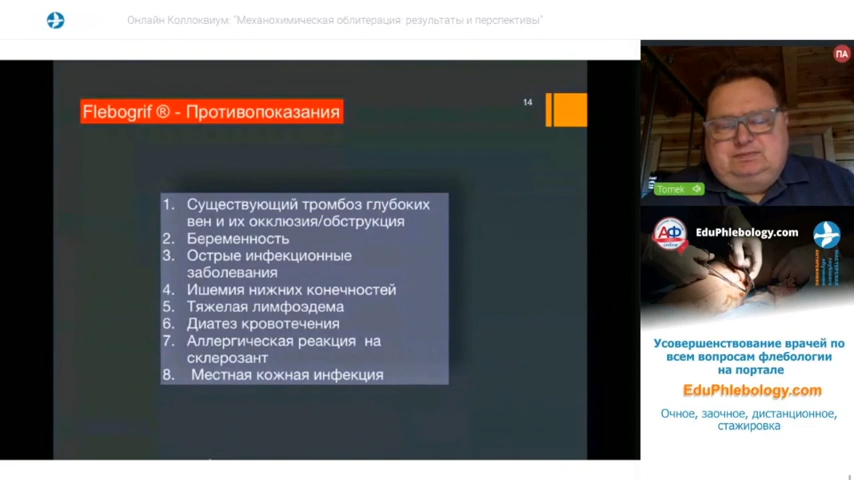 Онлайн Коллоквиум: "Механохимическая облитерация: результаты и перспективы"
Flebogrif ® - Противопоказания
14
1. Существующий тромбоз глубоких
вен и их окклюзия/обструкция
2. Беременность
3. Острые инфекционные
заболевания
4. Ишемия нижних конечностей
5. Тяжелая лимфоэдема
6. Диатез кровотечения
7. Аллергическая реакция на
склерозант
8. Местная кожная инфекция
ПА
Tomek
АФ
EduPhlebology.com
Усовершенствование врачей по
всем вопросам флебологии
на портале
EduPhlebology.com
Очное, заочное, дистанционное,
стажировка